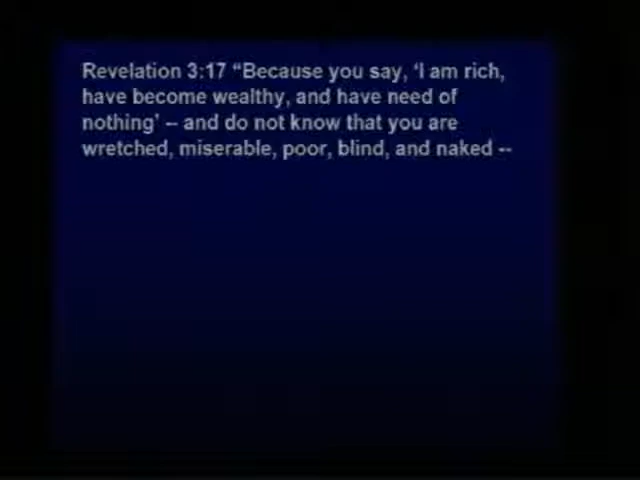 Revelation 3:17 “Because you say, ‘I am rich,
have become wealthy, and have need of
nothing’ -- and do not know that you are
wretched, miserable, poor, blind, and naked --